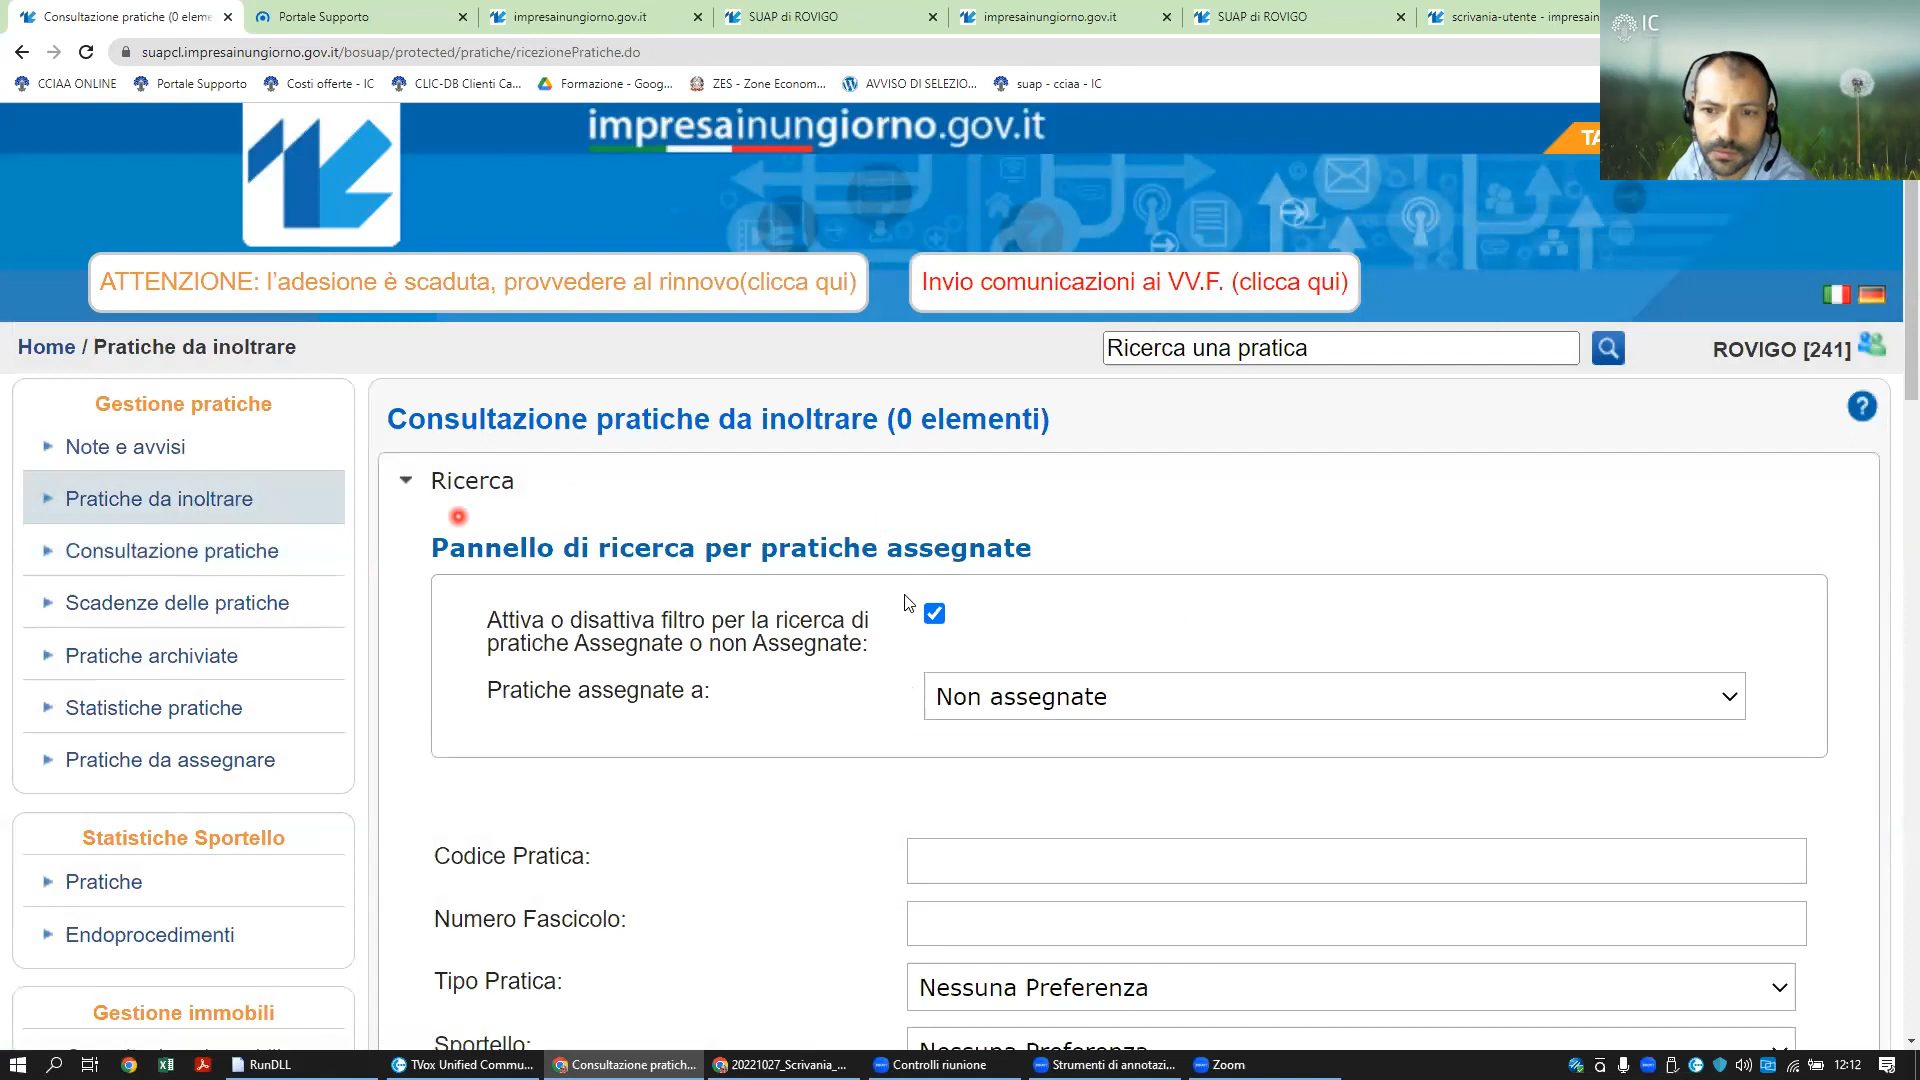 Consultazione pratiche (0 eleme
Portale Supporto
impresainungiorno.gov.it
SUAP di ROVIGO
impresainungiorno.gov.it
SUAP di ROVIGO
scrivania-utente - impresain
suapcl.impresainungiorno.gov.it/bosuap/protected/pratiche/ricezionePratiche.do
CCIAA ONLINE
Portale Supporto
Costi offerte - IC
CLIC-DB Clienti Ca...
Formazione - Goog...
ZES - Zone Econom...
AVVISO DI SELEZIO...
suap - cciaa - IC
IC
impresainungiorno.gov.it
TA
ATTENZIONE: l'adesione è scaduta, provvedere al rinnovo(clicca qui)
Invio comunicazioni ai VV.F. (clicca qui)
Home / Pratiche da inoltrare
Ricerca una pratica
ROVIGO [241]
Gestione pratiche
Note e avvisi
Pratiche da inoltrare
Consultazione pratiche
Scadenze delle pratiche
Pratiche archiviate
Statistiche pratiche
Pratiche da assegnare
Statistiche Sportello
Pratiche
Endoprocedimenti
Gestione immobili
Consultazione pratiche da inoltrare (0 elementi)
?
Ricerca
Pannello di ricerca per pratiche assegnate
Attiva o disattiva filtro per la ricerca di
pratiche Assegnate o non Assegnate:
Pratiche assegnate a:
Non assegnate
Codice Pratica:
Numero Fascicolo:
Tipo Pratica:
Nessuna Preferenza
Sportello:
Nessuna Preferenza
RunDLL
TVox Unified Commu...
Consultazione pratich...
20221027_Scrivania_...
Controlli riunione
Strumenti di annotazi...
Zoom
12:12